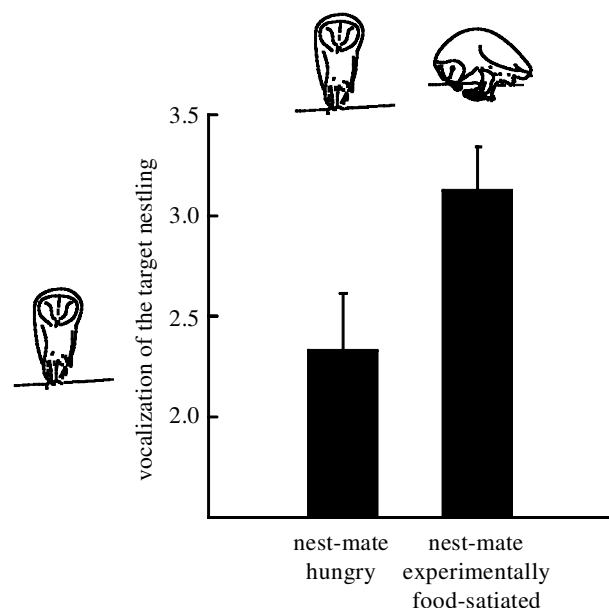 3.5
3.0
2.5
2.0
vocalization of the target nestling
nest-mate
hungry
nest-mate
experimentally
food-satiated